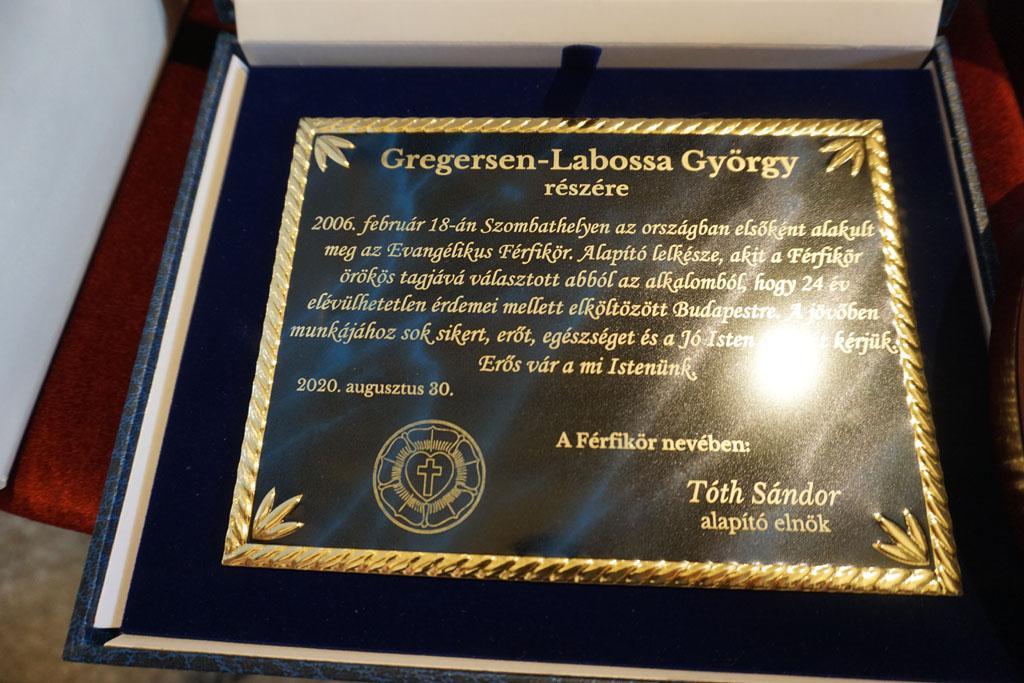 Gregersen-Labossa György
részére
2006. február 18-án Szombathelyen az országban elsőként alakult
meg az Evangélikus Férfikör. Alapító lelkésze, akit a Férfikör
örökös tagjává választott abból az alkalomból, hogy 24 év
elévülhetetlen érdemei mellett elköltözött Budapestre. A jövőben
munkájához sok sikert, erőt, egészséget és a Jó Isten kérjük.
Erős vár a mi Istenünk.
2020. augusztus 30.
A Férfikör nevében:
Tóth Sándor
alapító elnök